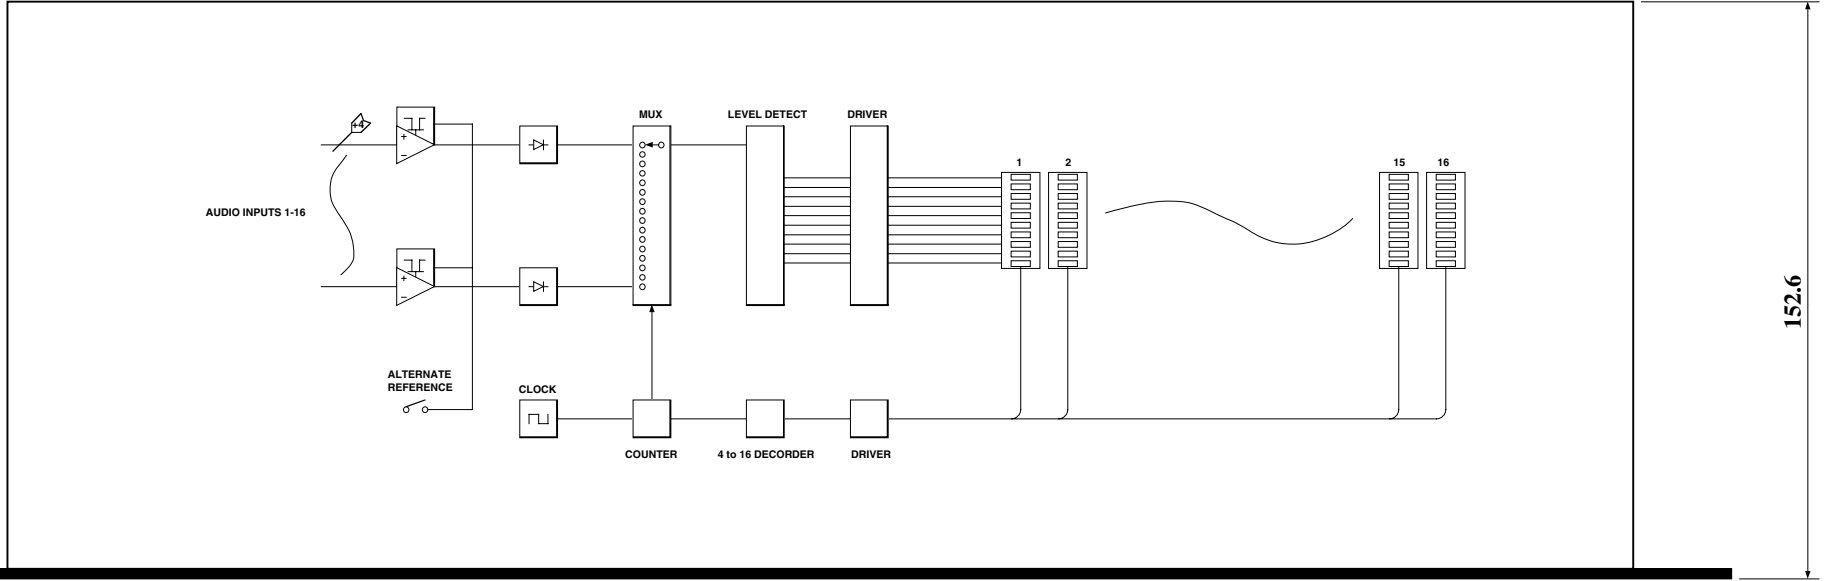 MUX
LEVEL DETECT
DRIVER
+4
+
−
1
2
15
16
AUDIO INPUTS 1-16
+
−
152.6
ALTERNATE
REFERENCE
CLOCK
COUNTER
4 to 16 DECORDER
DRIVER